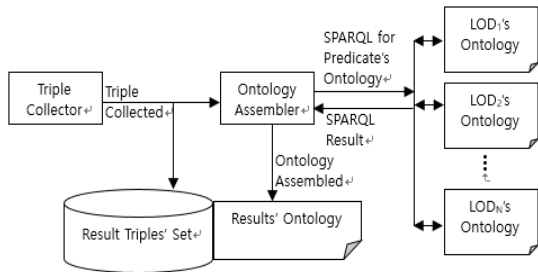 SPARQL for
Predicate's
Ontology
LOD₁'s
Ontology
Triple
Collector
Triple
Collected
Ontology
Assembler
SPARQL
Result
LOD₂'s
Ontology
Ontology
Assembled
Result Triples' Set
Results' Ontology
LODN's
Ontology